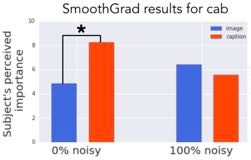 SmoothGrad results for cab
*
image
caption
10
8
6
4
2
0
Subject's perceived
importance
0% noisy
100% noisy